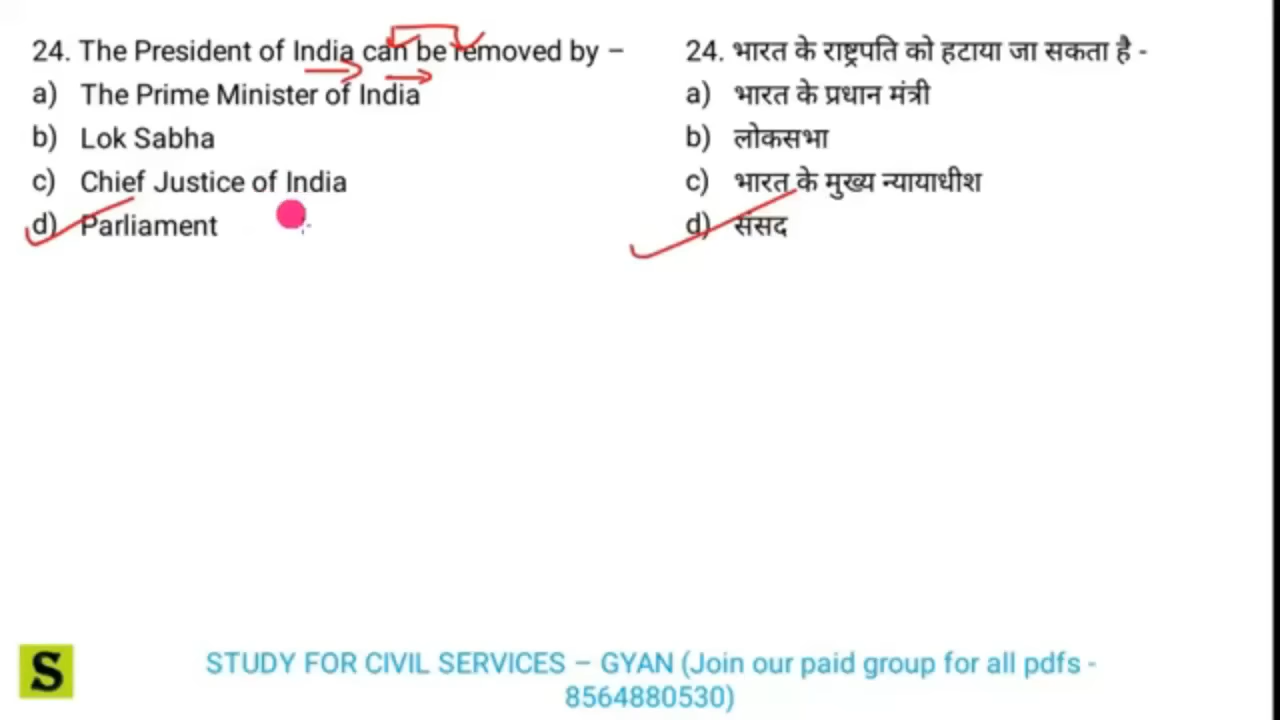 24. The President of India can be removed by –
a) The Prime Minister of India
b) Lok Sabha
c) Chief Justice of India
d) Parliament
24. भारत के राष्ट्रपति को हटाया जा सकता है -
a) भारत के प्रधान मंत्री
b) लोकसभा
c) भारत के मुख्य न्यायाधीश
d) संसद
S
STUDY FOR CIVIL SERVICES – GYAN (Join our paid group for all pdfs -
8564880530)